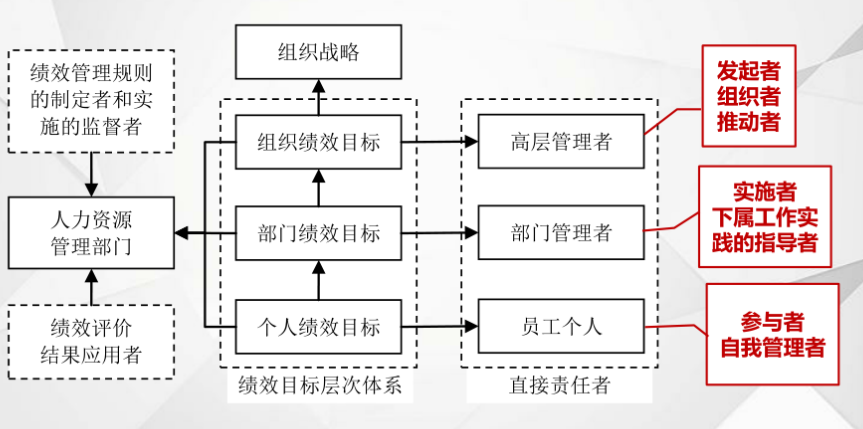 组织战略
绩效管理规则
的制定者和实
施的监督者
人力资源
管理部门
绩效评价
结果应用者
组织绩效目标
部门绩效目标
个人绩效目标
绩效目标层次体系
高层管理者
部门管理者
员工个人
直接责任者
发起者
组织者
推动者
实施者
下属工作实
践的指导者
参与者
自我管理者